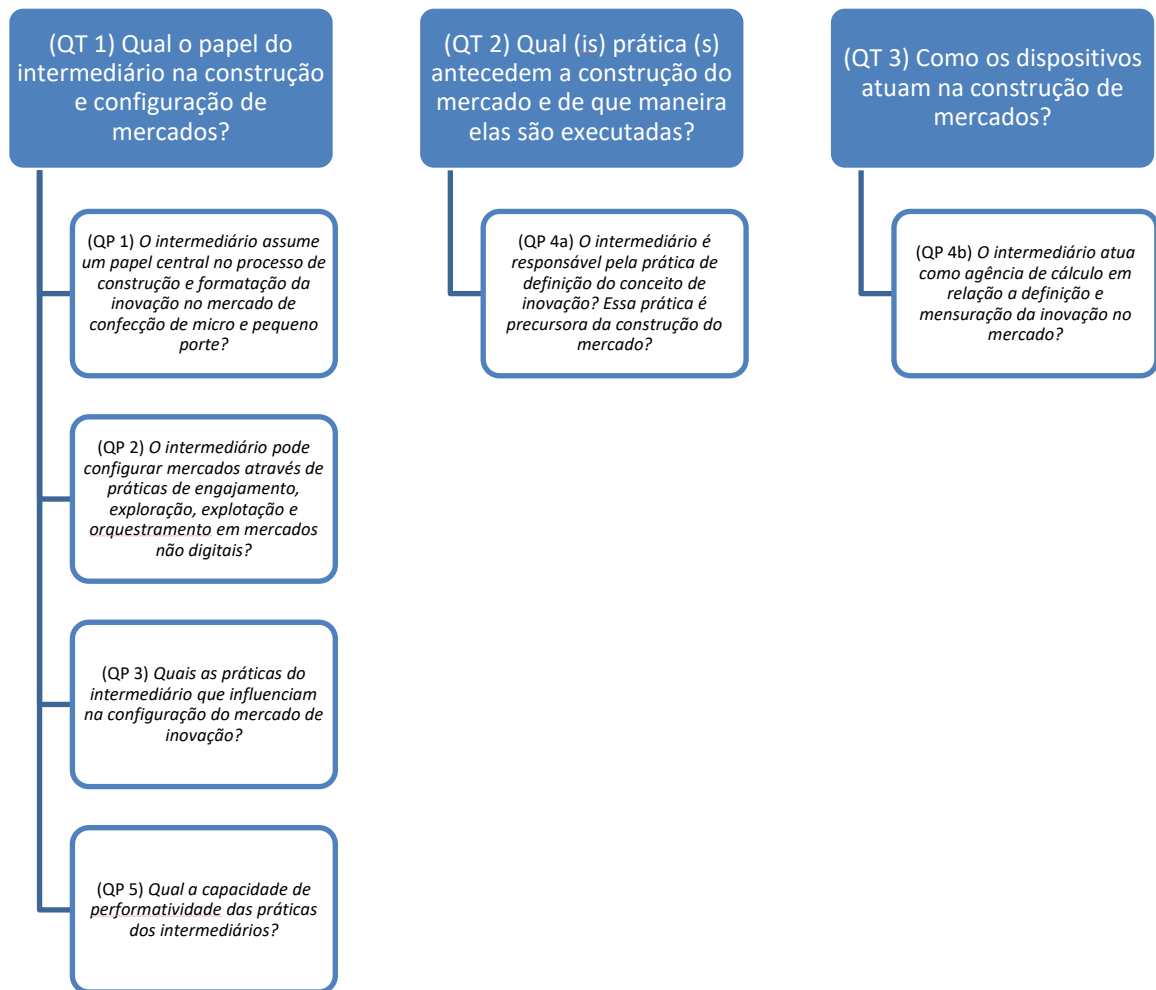 (QT 1) Qual o papel do
intermediário na construção
e configuração de
mercados?
(QP 1) O intermediário assume
um papel central no processo de
construção e formatação da
inovação no mercado de
confecção de micro e pequeno
porte?
(QP 2) O intermediário pode
configurar mercados através de
práticas de engajamento,
exploração, explotação e
orquestramento em mercados
não digitais?
(QP 3) Quais as práticas do
intermediário que influenciam
na configuração do mercado de
inovação?
(QP 5) Qual a capacidade de
performatividade das práticas
dos intermediários?
(QT 2) Qual (is) prática (s)
antecedem a construção do
mercado e de que maneira
elas são executadas?
(QP 4a) O intermediário é
responsável pela prática de
definição do conceito de
inovação? Essa prática é
precursora da construção do
mercado?
(QT 3) Como os dispositivos
atuam na construção de
mercados?
(QP 4b) O intermediário atua
como agência de cálculo em
relação a definição e
mensuração da inovação no
mercado?